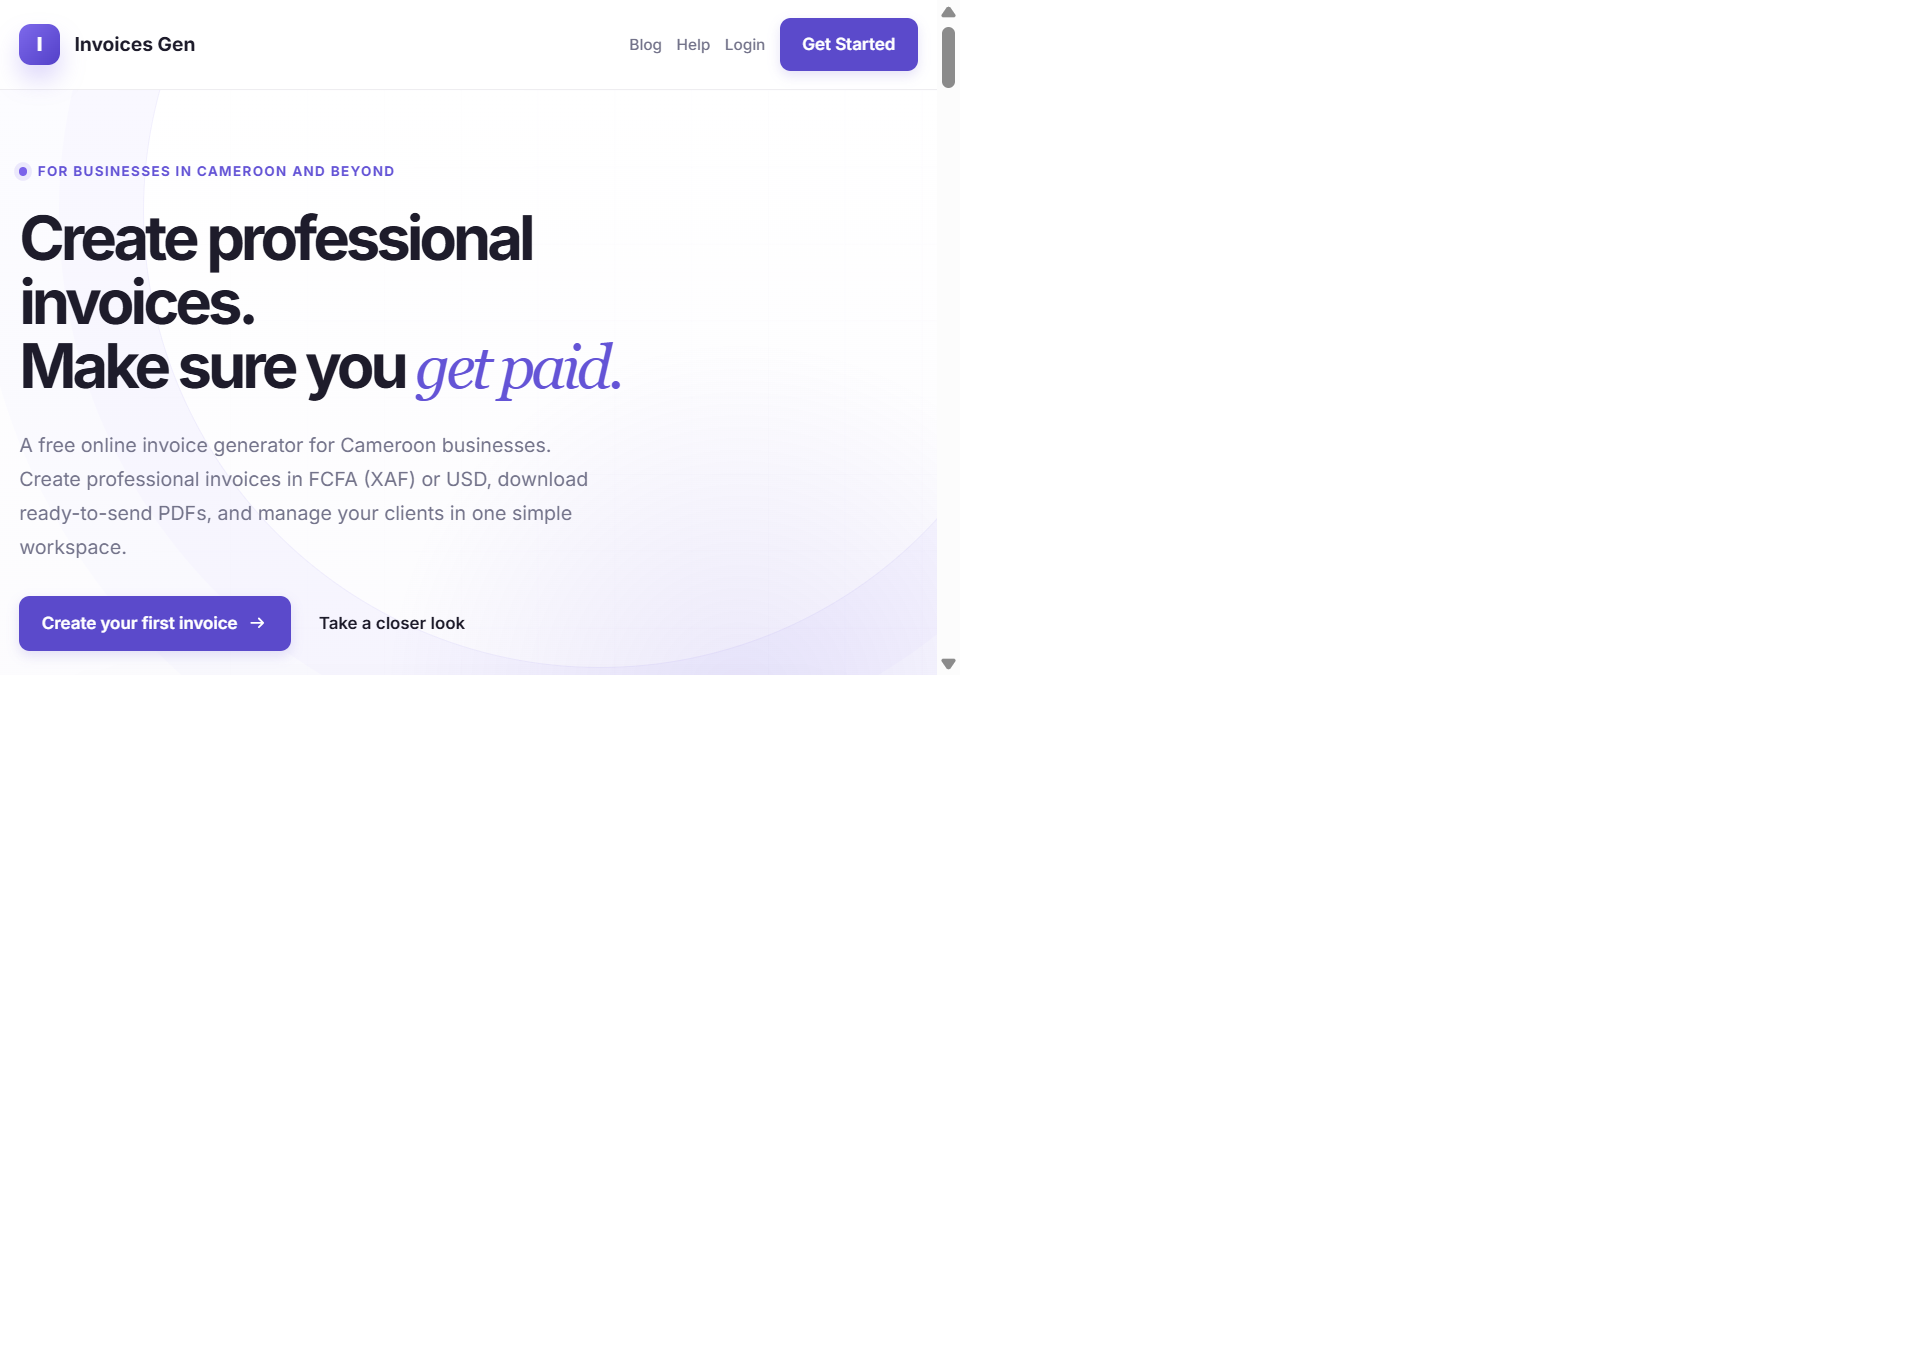 I
Invoices Gen
Blog Help Login Get Started
FOR BUSINESSES IN CAMEROON AND BEYOND
Create professional
invoices.
Make sure you get paid.
A free online invoice generator for Cameroon businesses.
Create professional invoices in FCFA (XAF) or USD, download
ready-to-send PDFs, and manage your clients in one simple
workspace.
Create your first invoice → Take a closer look